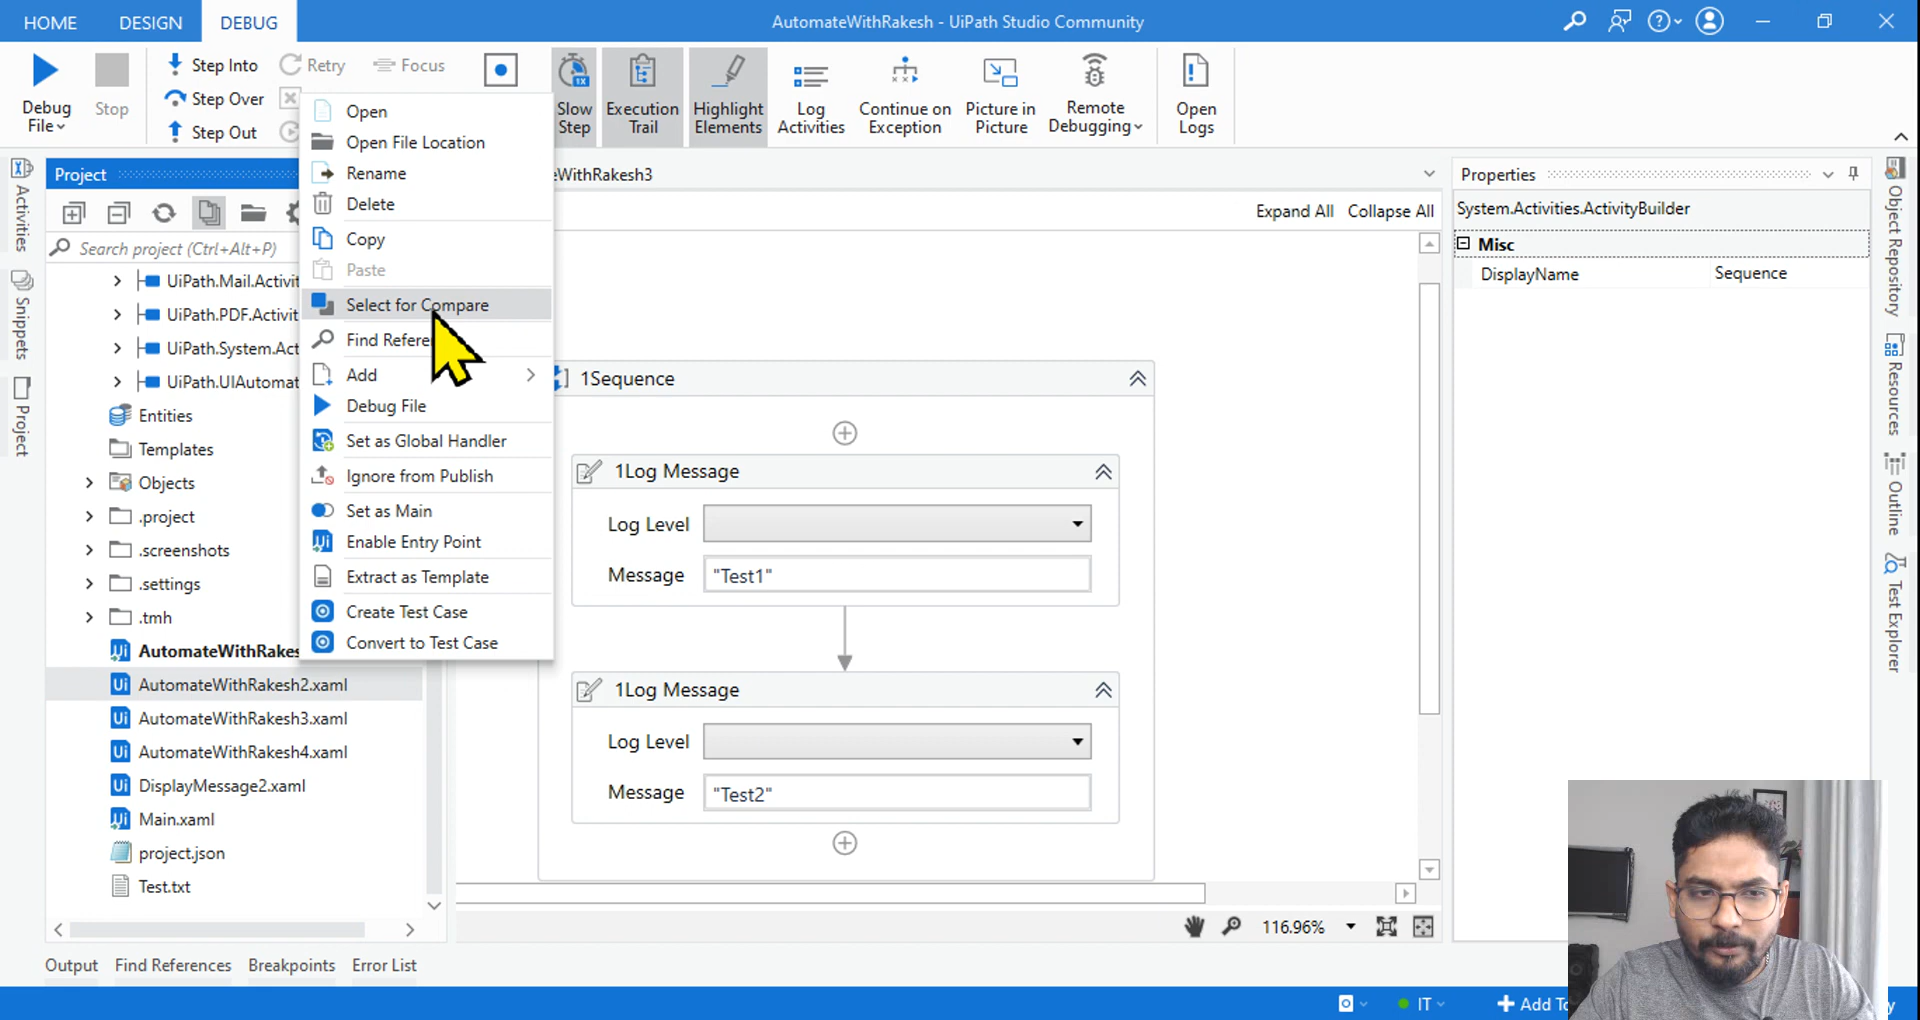 HOME DESIGN DEBUG AutomateWithRakesh - UiPath Studio Community
Debug File
Stop
Step Into
Step Over
Step Out
Retry
Focus
Slow Step
1X
Execution Trail
Highlight Elements
Log Activities
Continue on Exception
Picture in Picture
Remote Debugging
Open Logs
Activities
Snippets
Project
Project
Search project (Ctrl+Alt+P)
UiPath.Mail.Activi
UiPath.PDF.Activit
UiPath.System.Act
UiPath.UIAutomat
Entities
Templates
Objects
.project
.screenshots
.settings
.tmh
AutomateWithRakes
AutomateWithRakesh2.xaml
AutomateWithRakesh3.xaml
AutomateWithRakesh4.xaml
DisplayMessage2.xaml
Main.xaml
project.json
Test.txt
Open
Open File Location
Rename
Delete
Copy
Paste
Select for Compare
Find Refere
Add
Debug File
Set as Global Handler
Ignore from Publish
Set as Main
Enable Entry Point
Extract as Template
Create Test Case
Convert to Test Case
eWithRakesh3
Expand All Collapse All
1Sequence
1Log Message
Log Level
Message "Test1"
1Log Message
Log Level
Message "Test2"
116.96%
Properties
System.Activities.ActivityBuilder
Misc
DisplayName Sequence
Object Repository
Resources
Outline
Test Explorer
Output Find References Breakpoints Error List
IT
Add To